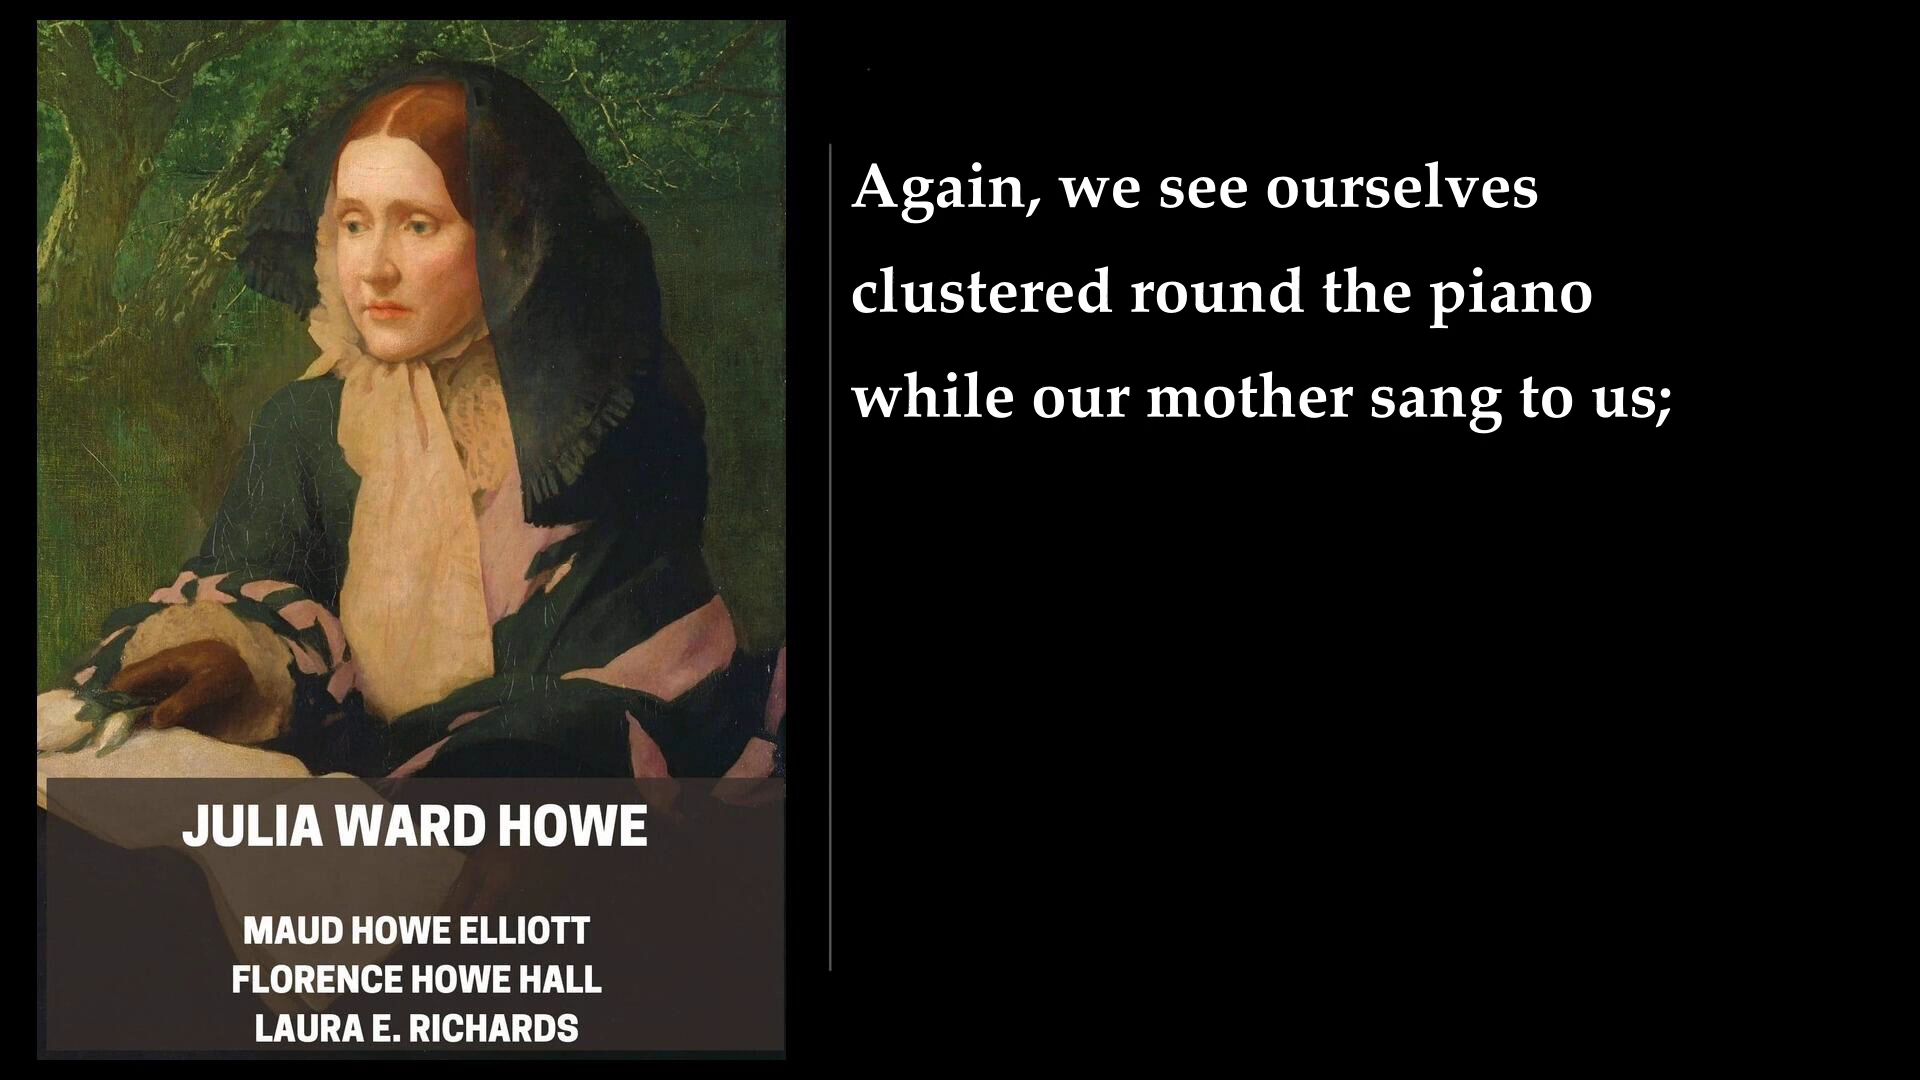 JULIA WARD HOWE
MAUD HOWE ELLIOTT
FLORENCE HOWE HALL
LAURA E. RICHARDS
Again, we see ourselves
clustered round the piano
while our mother sang to us;